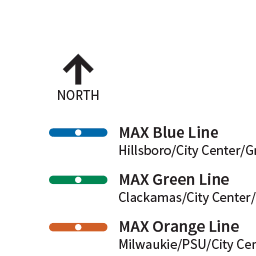 NORTH
MAX Blue Line
Hillsboro/City Center/Gr
MAX Green Line
Clackamas/City Center/
MAX Orange Line
Milwaukie/PSU/City Cen